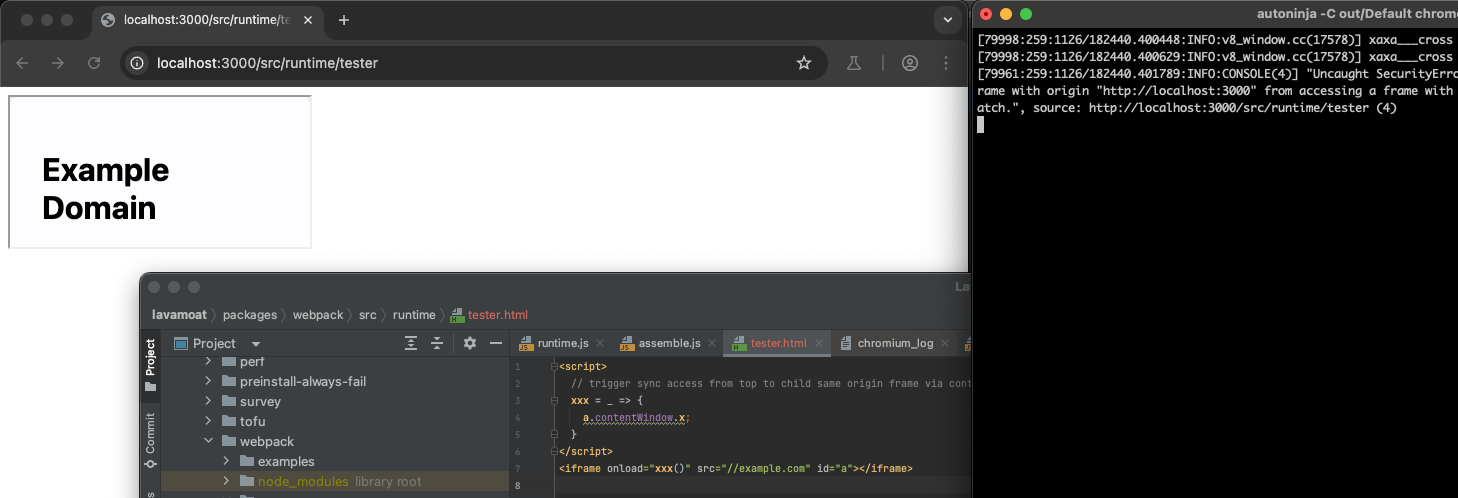 localhost:3000/src/runtime/te
localhost:3000/src/runtime/tester
Example
Domain
autoninja -C out/Default chrome
[79998:259:1126/182440.400448:INFO:v8_window.cc(17578)] xaxa___cross
[79998:259:1126/182440.400629:INFO:v8_window.cc(17578)] xaxa___cross
[79961:259:1126/182440.401789:INFO:CONSOLE(4)] "Uncaught SecurityErro
rame with origin "http://localhost:3000" from accessing a frame with
atch.", source: http://localhost:3000/src/runtime/tester (4)
La
lavamoat packages webpack src runtime tester.html
Project
Project
Commit
perf
preinstall-always-fail
survey
tofu
webpack
examples
node_modules library root
runtime.js assemble.js tester.html chromium_log
1 <script>
2 // trigger sync access from top to child same origin frame via cont
3 xxx = _ => {
4 a.contentWindow.x;
5 }
6 </script>
7 <iframe onload="xxx()" src="//example.com" id="a"></iframe>
8